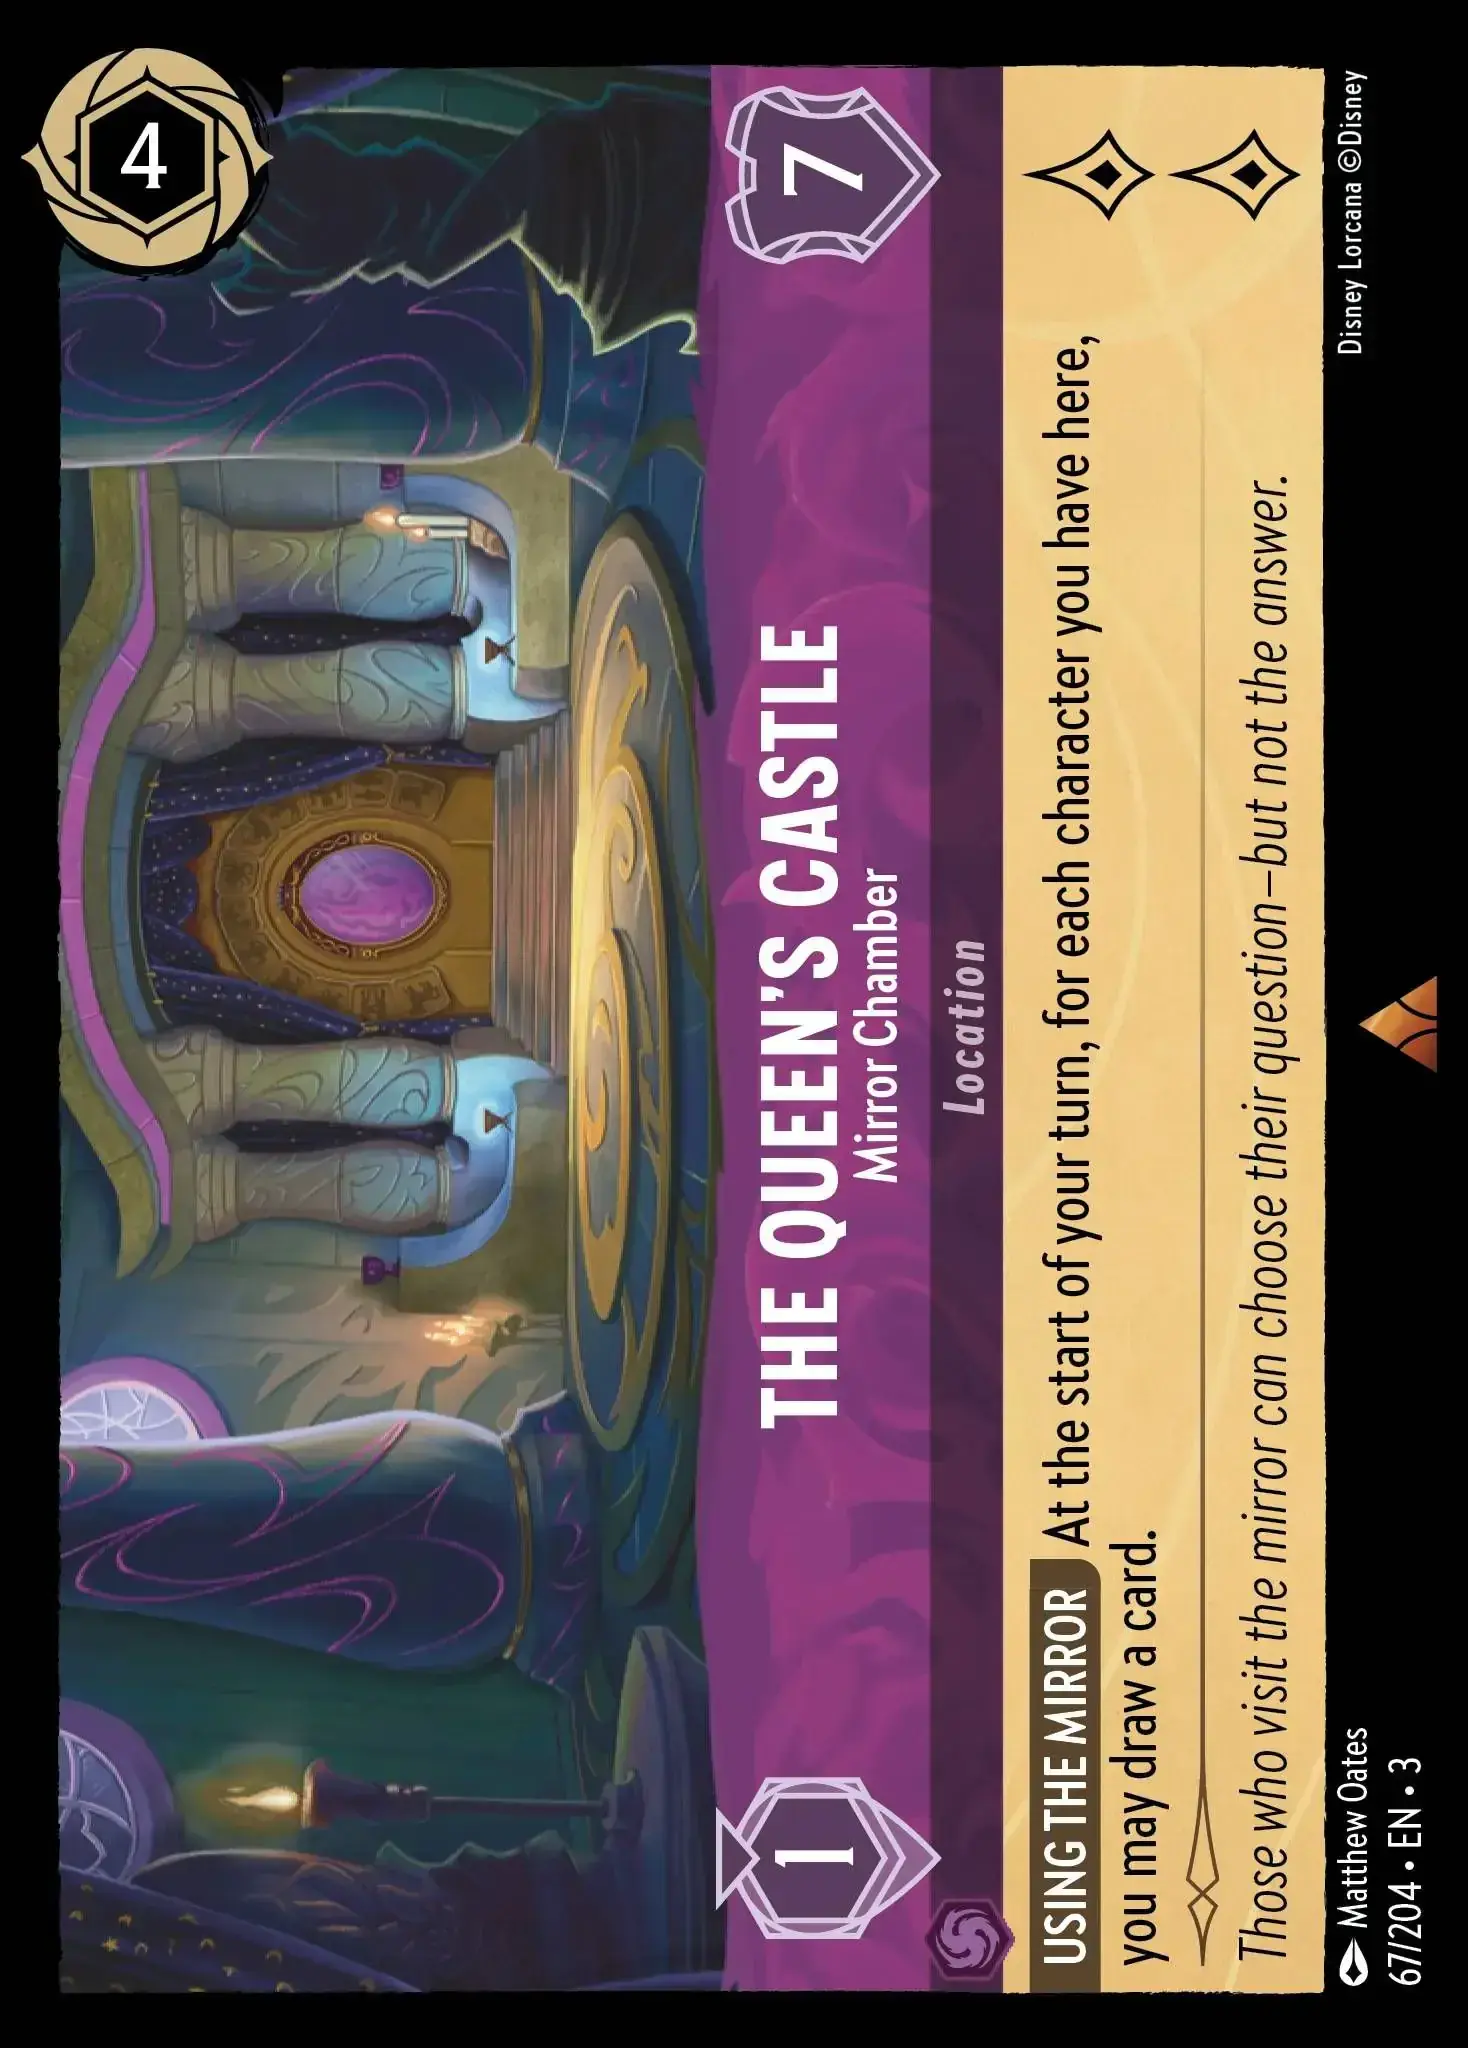 4
THE QUEEN'S CASTLE
Mirror Chamber
1
7
Location
USING THE MIRROR At the start of your turn, for each character you have here,
you may draw a card.
Those who visit the mirror can choose their question–but not the answer.
Matthew Oates
Disney Lorcana ©Disney
67/204 • EN • 3